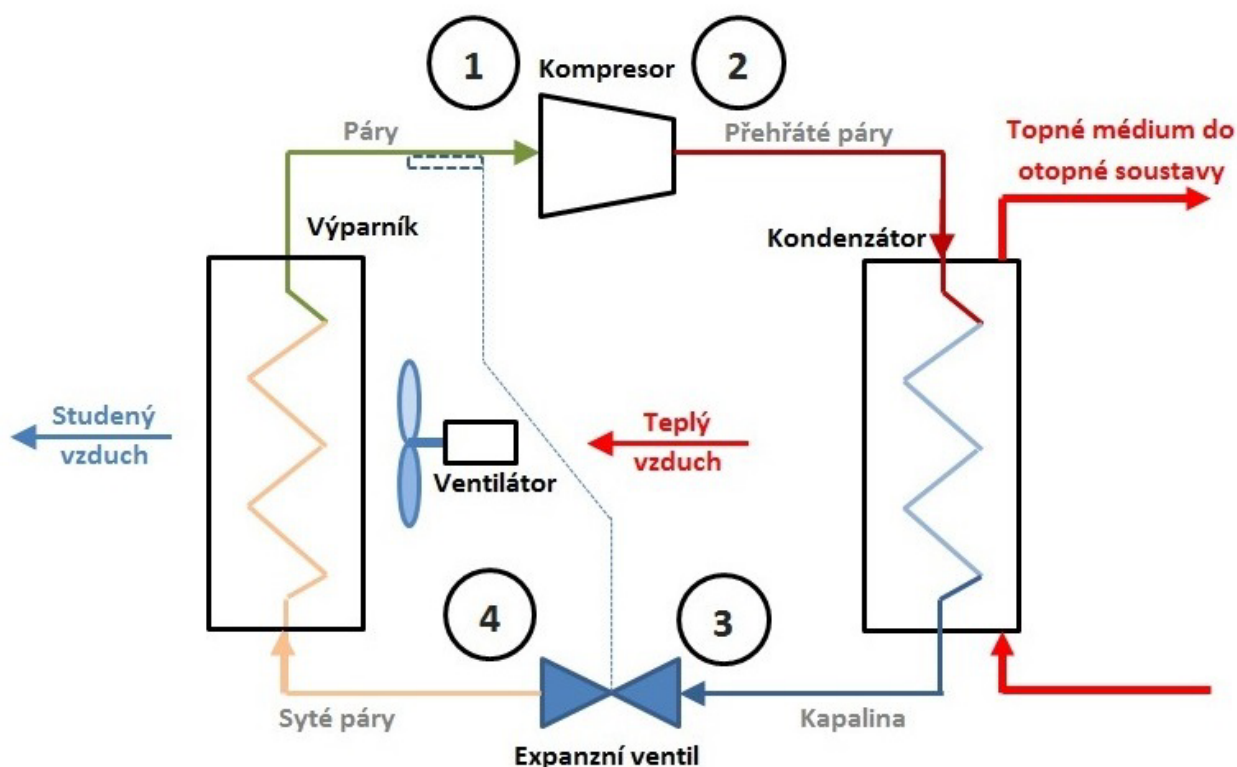 1
Kompresor
2
Páry
Přehřáté páry
Topné médium do
otopné soustavy
Výparník
Kondenzátor
Studený
vzduch
Ventilátor
Teplý
vzduch
4
3
Syté páry
Kapalina
Expanzní ventil